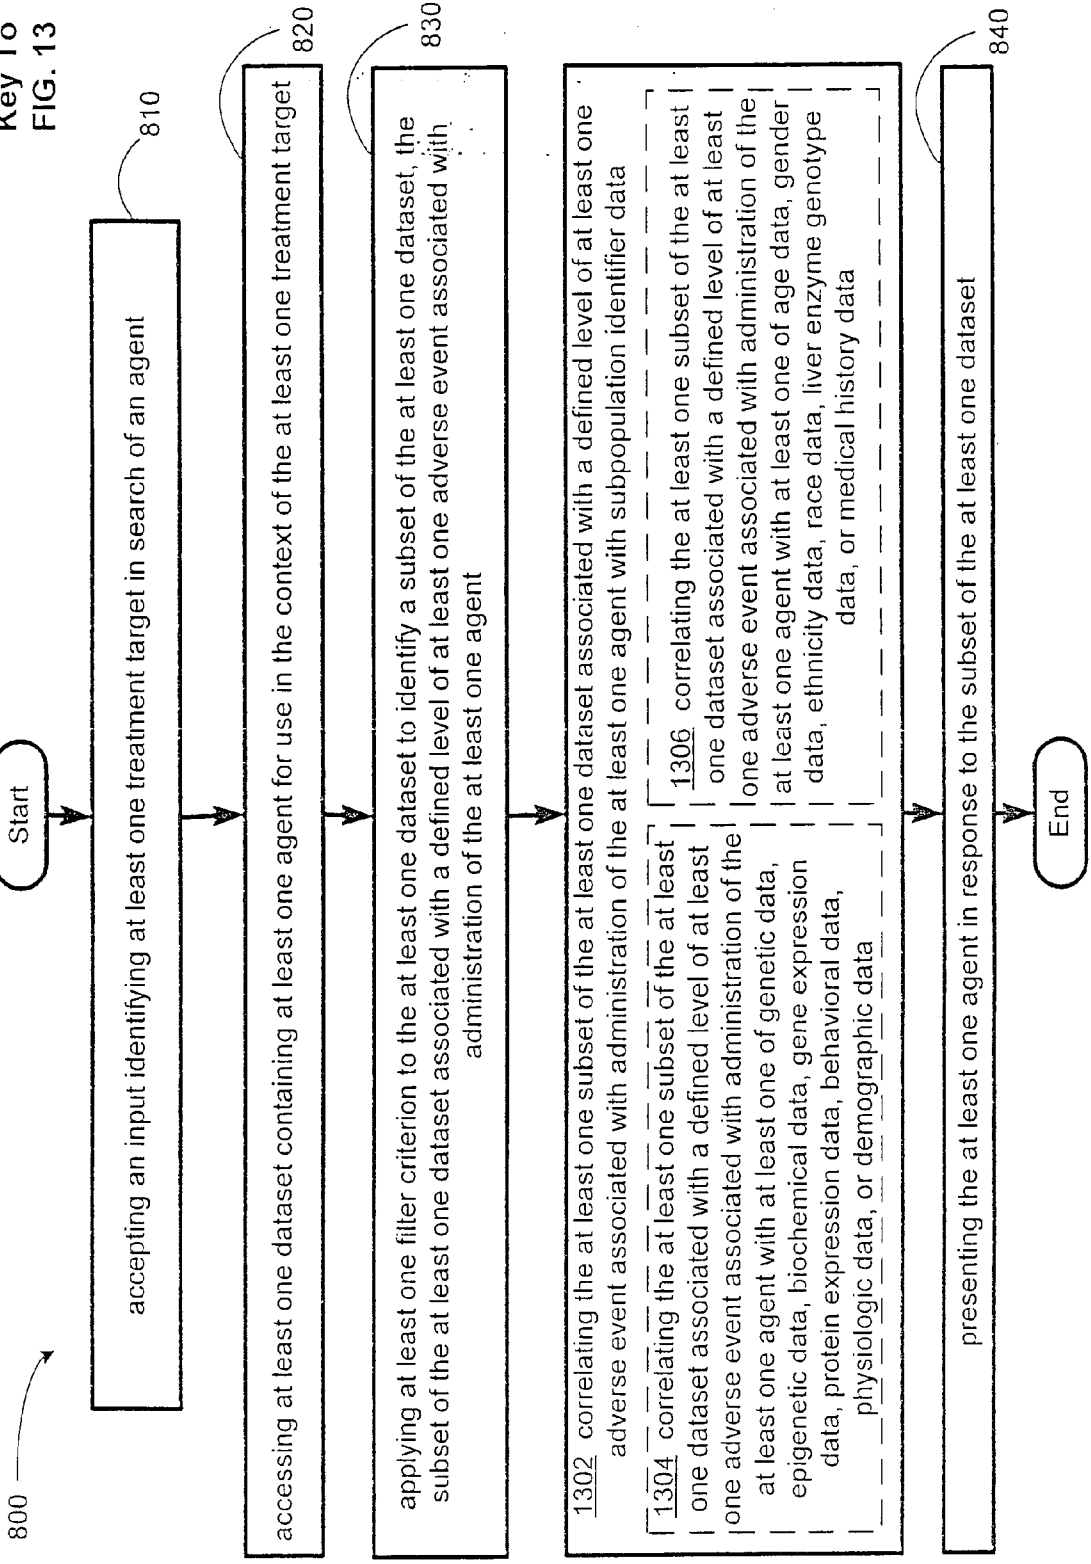 Key To
FIG. 13
800
Start
810
accepting an input identifying at least one treatment target in search of an agent
820
accessing at least one dataset containing at least one agent for use in the context of the at least one treatment target
830
applying at least one filter criterion to the at least one dataset to identify a subset of the at least one dataset, the
subset of the at least one dataset associated with a defined level of at least one adverse event associated with
administration of the at least one agent
1302 correlating the at least one subset of the at least one dataset associated with a defined level of at least one
adverse event associated with administration of the at least one agent with subpopulation identifier data
1304 correlating the at least one subset of the at least
one dataset associated with a defined level of at least
one adverse event associated with administration of the
at least one agent with at least one of genetic data,
epigenetic data, biochemical data, gene expression
data, protein expression data, behavioral data,
physiologic data, or demographic data
1306 correlating the at least one subset of the at least
one dataset associated with a defined level of at least
one adverse event associated with administration of the
at least one agent with at least one of age data, gender
data, ethnicity data, race data, liver enzyme genotype
data, or medical history data
840
presenting the at least one agent in response to the subset of the at least one dataset
End